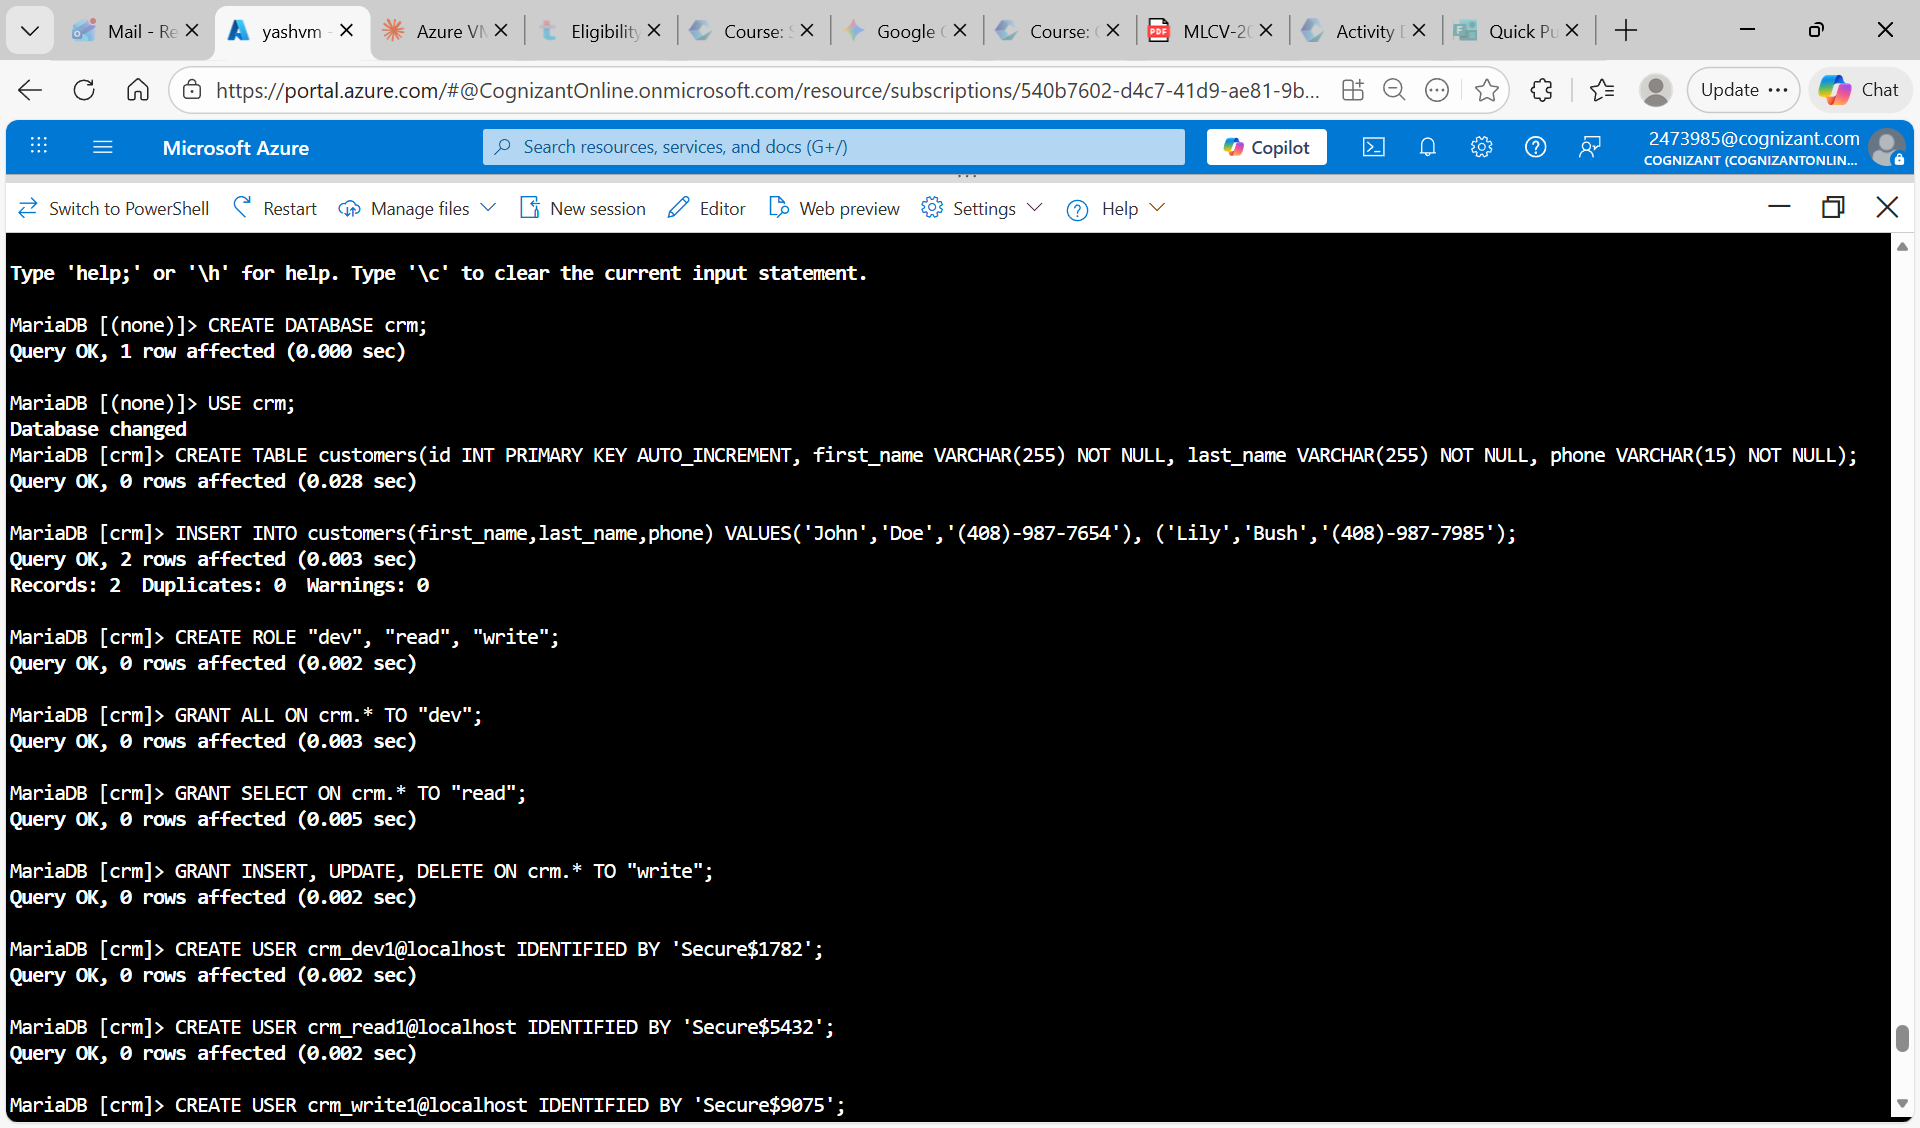 Mail - Re
yashvm -
Azure VM
Eligibility
Course: S
Google C
Course: (
PDF
MLCV-20
Activity D
Quick Pu
https://portal.azure.com/#@CognizantOnline.onmicrosoft.com/resource/subscriptions/540b7602-d4c7-41d9-ae81-9b...
Update
Chat
Microsoft Azure
Search resources, services, and docs (G+/)
Copilot
2473985@cognizant.com
COGNIZANT (COGNIZANTONLIN...
Switch to PowerShell
Restart
Manage files
New session
Editor
Web preview
Settings
Help
Type 'help;' or '\h' for help. Type '\c' to clear the current input statement.
MariaDB [(none)]> CREATE DATABASE crm;
Query OK, 1 row affected (0.000 sec)
MariaDB [(none)]> USE crm;
Database changed
MariaDB [crm]> CREATE TABLE customers(id INT PRIMARY KEY AUTO_INCREMENT, first_name VARCHAR(255) NOT NULL, last_name VARCHAR(255) NOT NULL, phone VARCHAR(15) NOT NULL);
Query OK, 0 rows affected (0.028 sec)
MariaDB [crm]> INSERT INTO customers(first_name,last_name,phone) VALUES('John','Doe','(408)-987-7654'), ('Lily','Bush','(408)-987-7985');
Query OK, 2 rows affected (0.003 sec)
Records: 2  Duplicates: 0  Warnings: 0
MariaDB [crm]> CREATE ROLE "dev", "read", "write";
Query OK, 0 rows affected (0.002 sec)
MariaDB [crm]> GRANT ALL ON crm.* TO "dev";
Query OK, 0 rows affected (0.003 sec)
MariaDB [crm]> GRANT SELECT ON crm.* TO "read";
Query OK, 0 rows affected (0.005 sec)
MariaDB [crm]> GRANT INSERT, UPDATE, DELETE ON crm.* TO "write";
Query OK, 0 rows affected (0.002 sec)
MariaDB [crm]> CREATE USER crm_dev1@localhost IDENTIFIED BY 'Secure$1782';
Query OK, 0 rows affected (0.002 sec)
MariaDB [crm]> CREATE USER crm_read1@localhost IDENTIFIED BY 'Secure$5432';
Query OK, 0 rows affected (0.002 sec)
MariaDB [crm]> CREATE USER crm_write1@localhost IDENTIFIED BY 'Secure$9075';